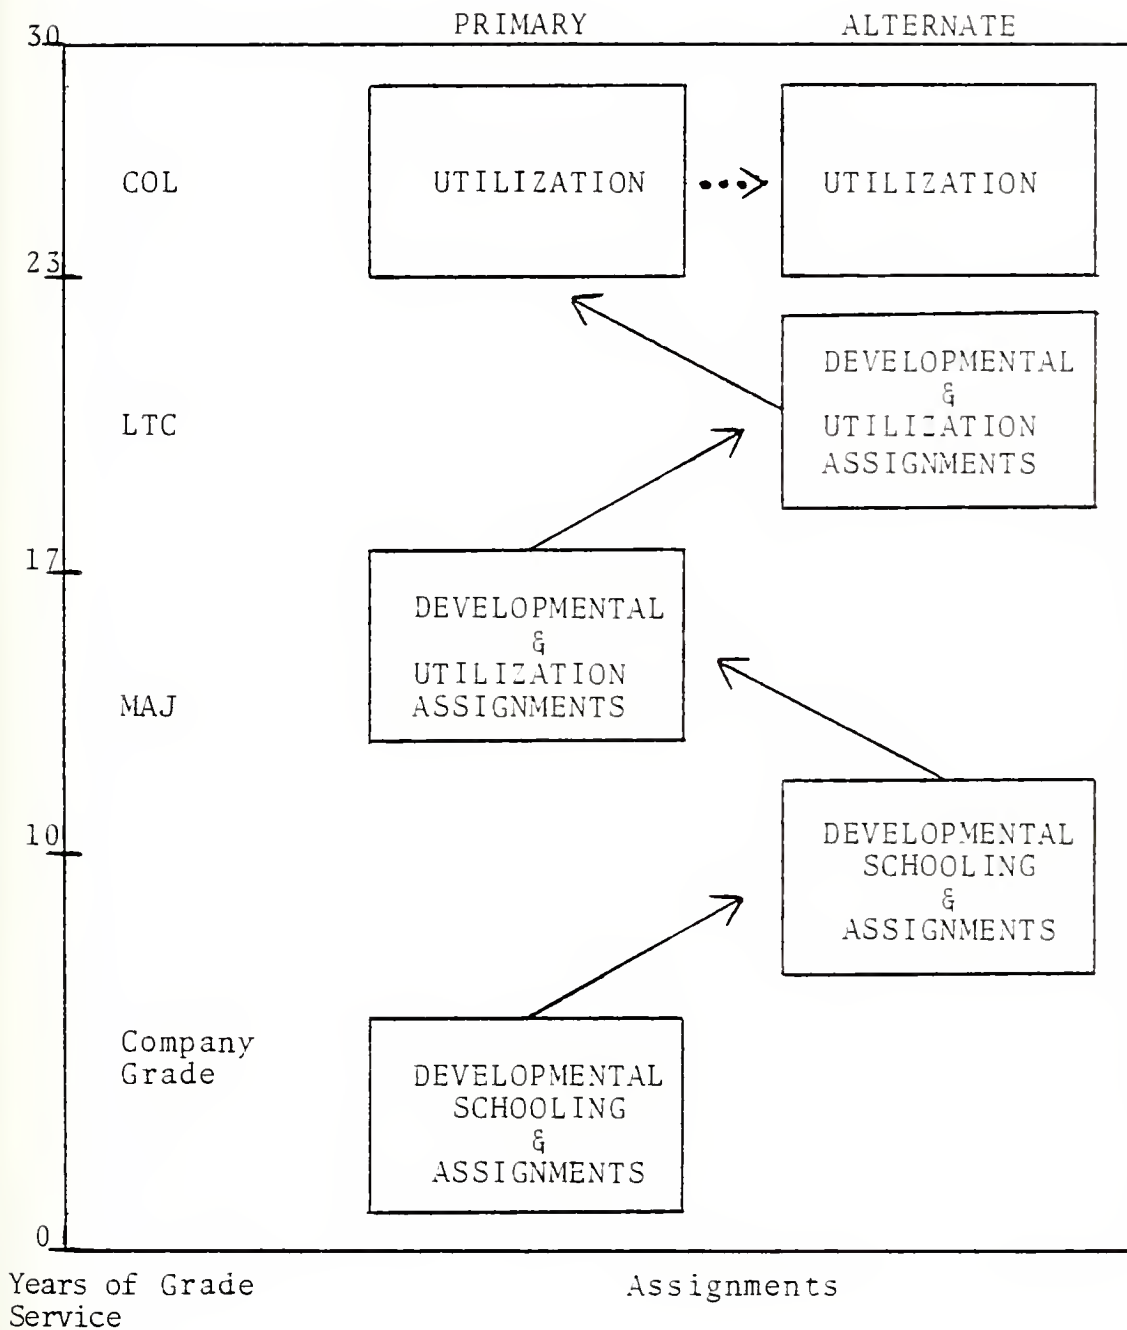 PRIMARY ALTERNATE
30
COL
UTILIZATION
UTILIZATION
23
DEVELOPMENTAL
&
UTILIZATION
ASSIGNMENTS
LTC
17
DEVELOPMENTAL
&
UTILIZATION
ASSIGNMENTS
MAJ
10
DEVELOPMENTAL
SCHOOLING
&
ASSIGNMENTS
Company
Grade
DEVELOPMENTAL
SCHOOLING
&
ASSIGNMENTS
0
Years of Grade
Service
Assignments